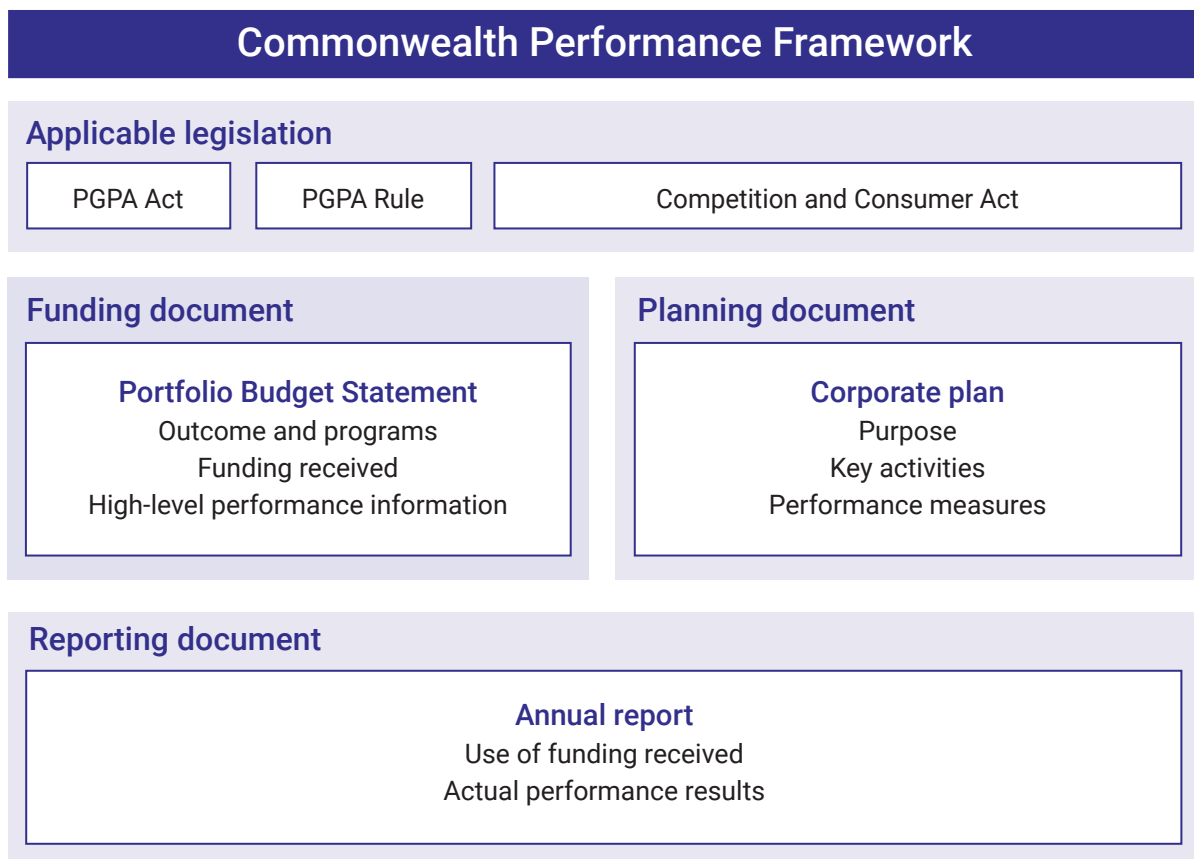 Commonwealth Performance Framework
Applicable legislation
PGPA Act
PGPA Rule
Competition and Consumer Act
Funding document
Portfolio Budget Statement
Outcome and programs
Funding received
High-level performance information
Planning document
Corporate plan
Purpose
Key activities
Performance measures
Reporting document
Annual report
Use of funding received
Actual performance results